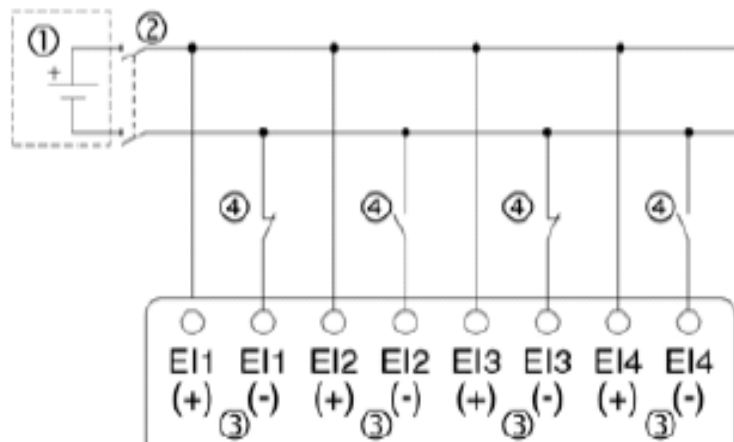 ① ②
+
④ ④ ④ ④
EI1 EI1 EI2 EI2 EI3 EI3 EI4 EI4
(+) (-) (+) (-) (+) (-) (+) (-)
③ ③ ③ ③